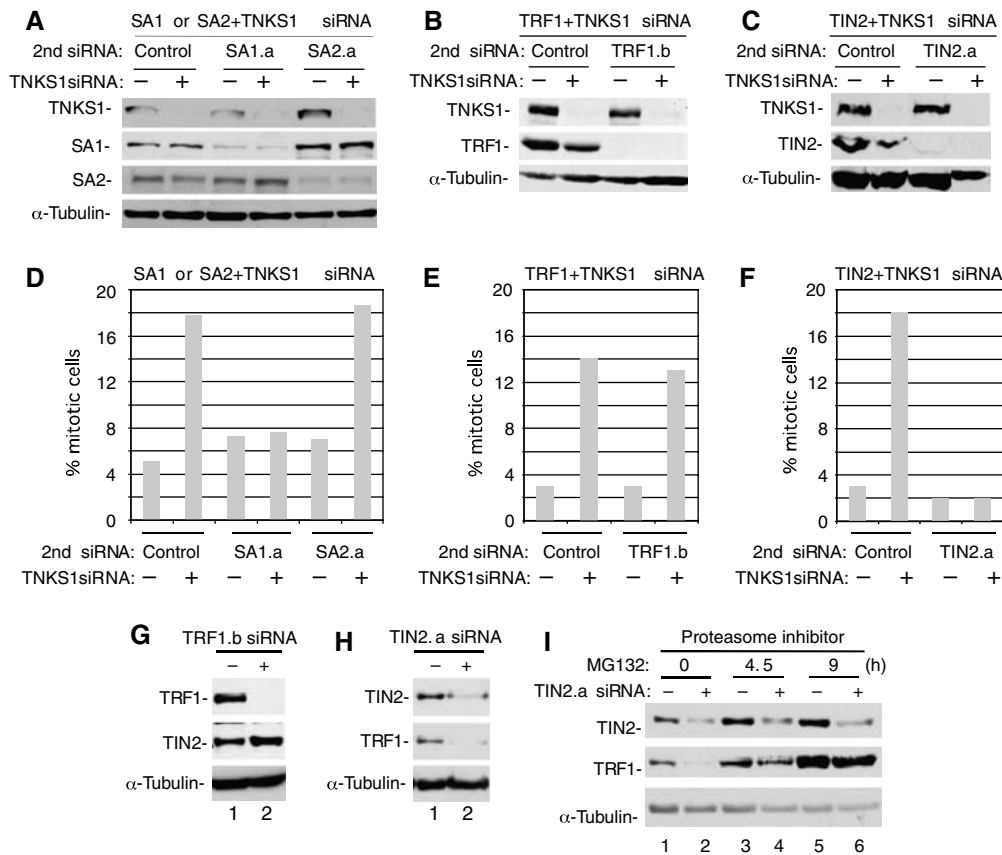 A
SA1 or SA2+TNKS1 siRNA
2nd siRNA: Control SA1.a SA2.a
TNKS1siRNA: – + – + – +
TNKS1-
SA1-
SA2-
α-Tubulin-
B
TRF1+TNKS1 siRNA
2nd siRNA: Control TRF1.b
TNKS1siRNA: – + – +
TNKS1-
TRF1-
α-Tubulin-
C
TIN2+TNKS1 siRNA
2nd siRNA: Control TIN2.a
TNKS1siRNA: – + – +
TNKS1-
TIN2-
α-Tubulin-
D
SA1 or SA2+TNKS1 siRNA
% mitotic cells
20
16
12
8
4
0
2nd siRNA: Control SA1.a SA2.a
TNKS1siRNA: – + – + – +
E
TRF1+TNKS1 siRNA
% mitotic cells
20
16
12
8
4
0
2nd siRNA: Control TRF1.b
TNKS1siRNA: – + – +
F
TIN2+TNKS1 siRNA
% mitotic cells
20
16
12
8
4
0
2nd siRNA: Control TIN2.a
TNKS1siRNA: – + – +
G
TRF1.b siRNA
– +
TRF1-
TIN2-
α-Tubulin-
1 2
H
TIN2.a siRNA
– +
TIN2-
TRF1-
α-Tubulin-
1 2
I
Proteasome inhibitor
MG132: 0 4.5 9 (h)
TIN2.a siRNA: – + – + – +
TIN2-
TRF1-
α-Tubulin-
1 2 3 4 5 6